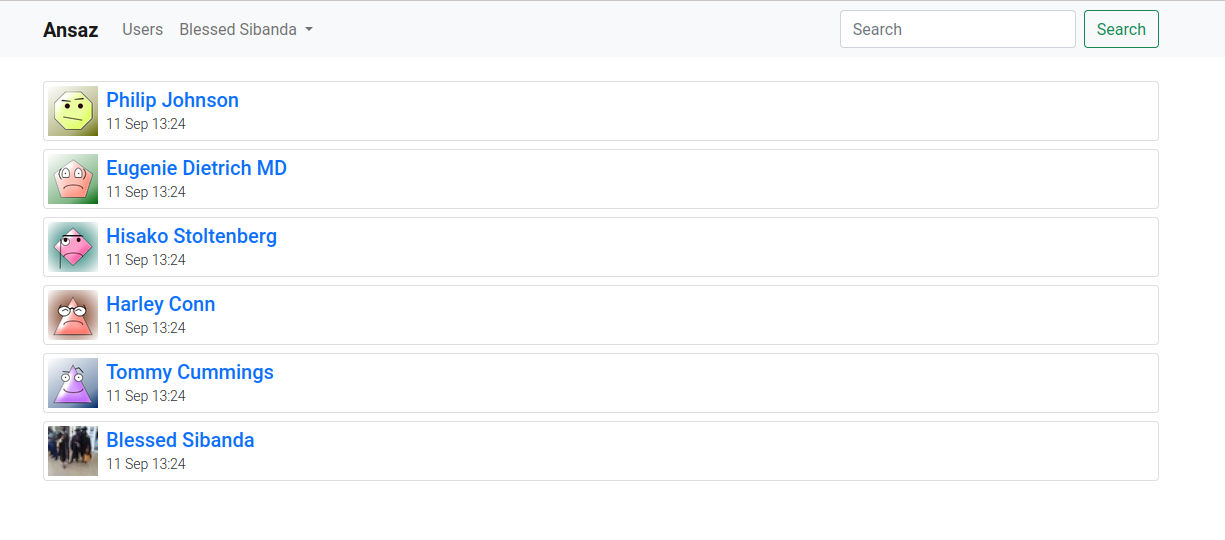 Ansaz Users Blessed Sibanda Search Search
Philip Johnson
11 Sep 13:24
Eugenie Dietrich MD
11 Sep 13:24
Hisako Stoltenberg
11 Sep 13:24
Harley Conn
11 Sep 13:24
Tommy Cummings
11 Sep 13:24
Blessed Sibanda
11 Sep 13:24